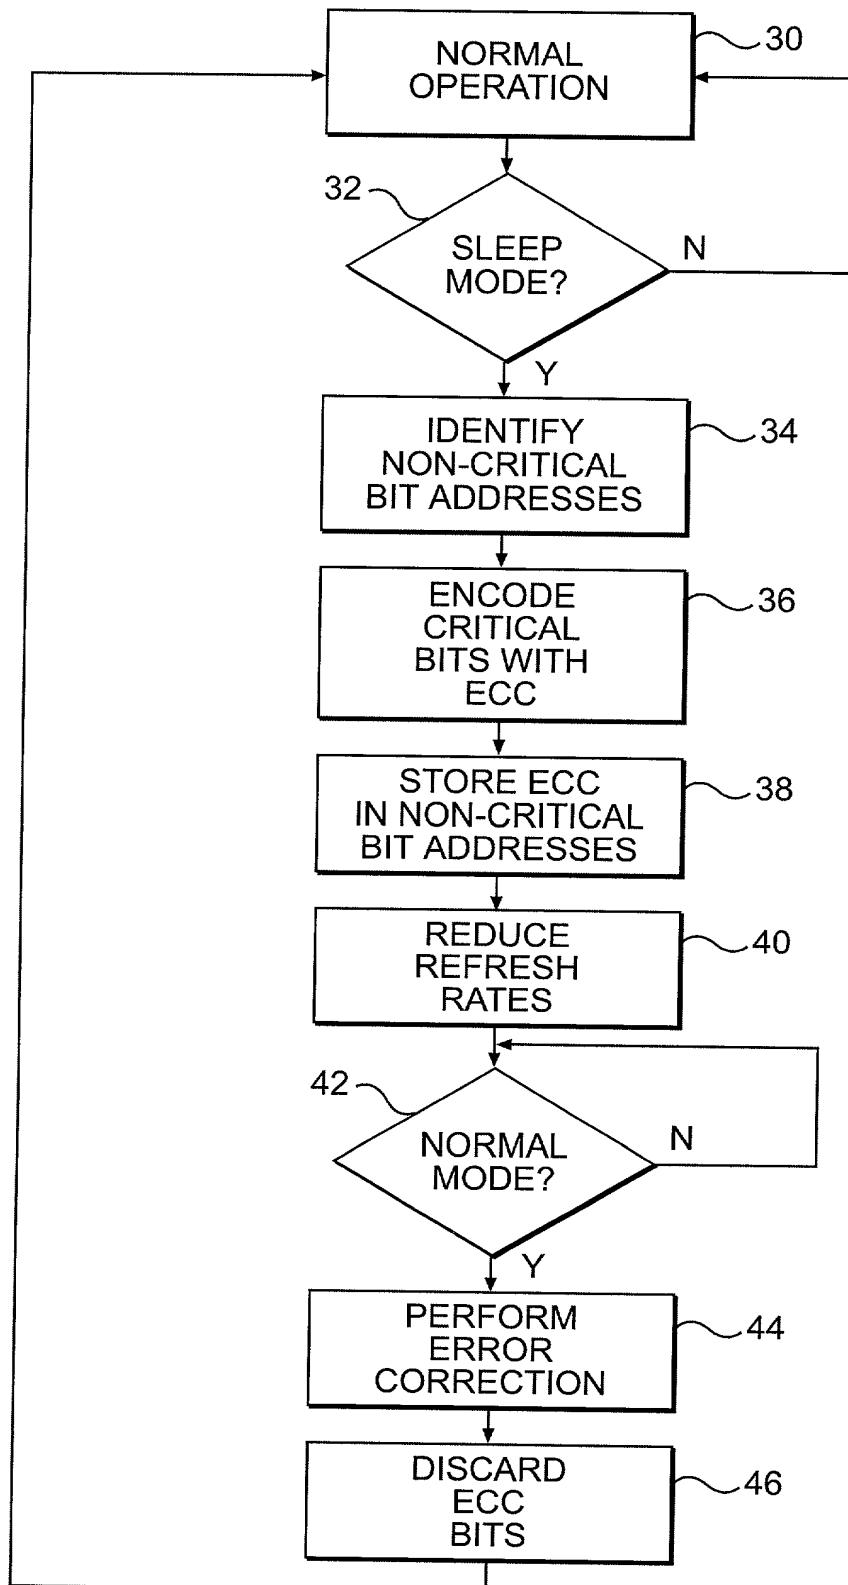 NORMAL
OPERATION
30
32
SLEEP
MODE?
N
Y
IDENTIFY
NON-CRITICAL
BIT ADDRESSES
34
ENCODE
CRITICAL
BITS WITH
ECC
36
STORE ECC
IN NON-CRITICAL
BIT ADDRESSES
38
REDUCE
REFRESH
RATES
40
42
NORMAL
MODE?
N
Y
PERFORM
ERROR
CORRECTION
44
DISCARD
ECC
BITS
46